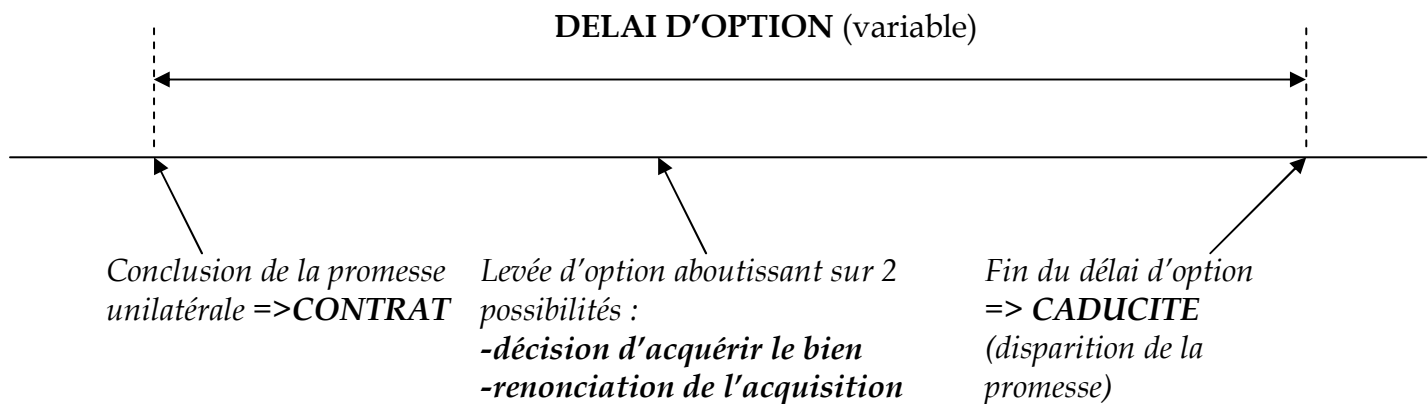 DELAI D’OPTION (variable)
Conclusion de la promesse
unilatérale =>CONTRAT
Levée d’option aboutissant sur 2
possibilités :
-décision d’acquérir le bien
-renonciation de l’acquisition
Fin du délai d’option
=> CADUCITE
(disparition de la
promesse)